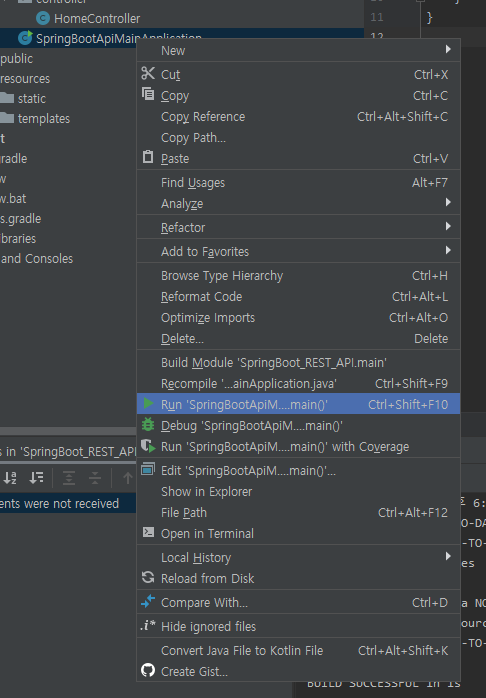 controller
HomeController
SpringBootApiMainApplication
public
resources
static
templates
t
radle
w
w.bat
s.gradle
ibraries
and Consoles
11
}
12
New
Cut Ctrl+X
Copy Ctrl+C
Copy Reference Ctrl+Alt+Shift+C
Copy Path...
Paste Ctrl+V
Find Usages Alt+F7
Analyze
Refactor
Add to Favorites
Browse Type Hierarchy Ctrl+H
Reformat Code Ctrl+Alt+L
Optimize Imports Ctrl+Alt+O
Delete... Delete
Build Module 'SpringBoot_REST_API.main'
Recompile '...ainApplication.java' Ctrl+Shift+F9
Run 'SpringBootApiM....main()' Ctrl+Shift+F10
Debug 'SpringBootApiM....main()'
Run 'SpringBootApiM....main()' with Coverage
Edit 'SpringBootApiM....main()'...
Show in Explorer
File Path Ctrl+Alt+F12
Open in Terminal
Local History
Reload from Disk
Compare With... Ctrl+D
Hide ignored files
Convert Java File to Kotlin File Ctrl+Alt+Shift+K
Create Gist...
s in 'SpringBoot_REST_API
ents were not received
후 6:
O-DA
-TO-
es
a NO
ourc
-TO-
BUILD SUCCESSFUL in 1s